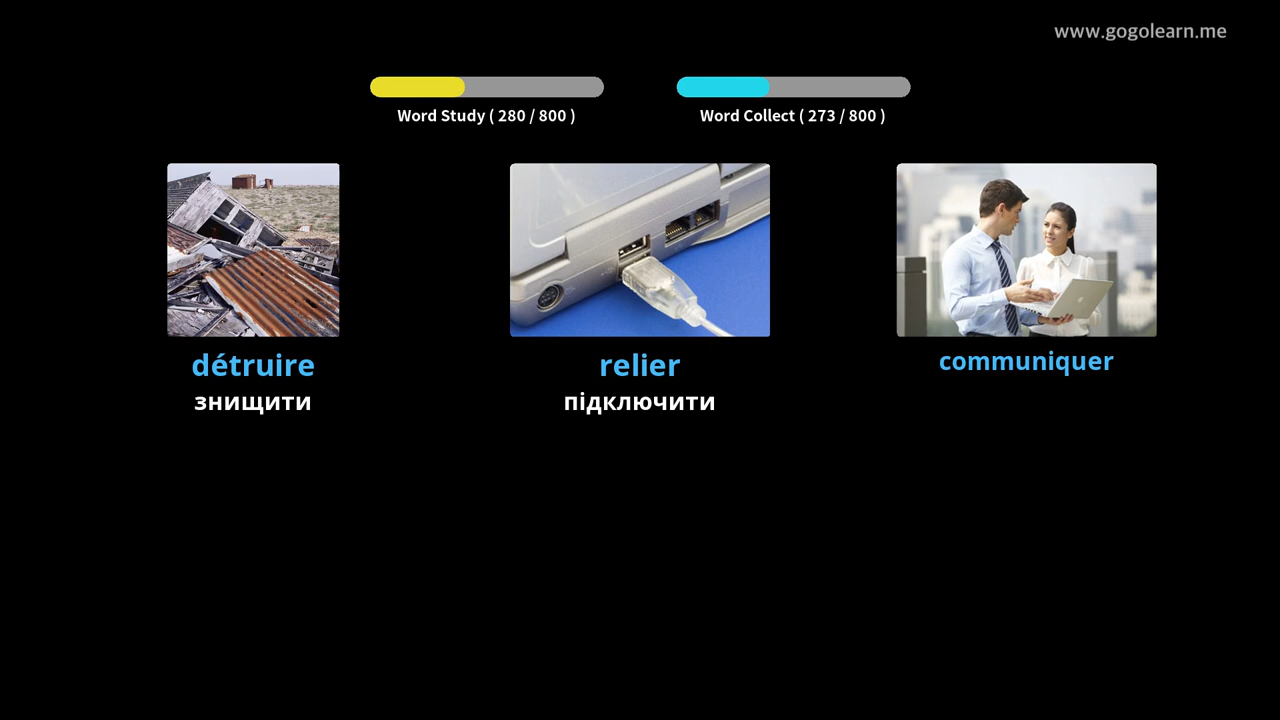 www.gogolearn.me
Word Study ( 280 / 800 )
Word Collect ( 273 / 800 )
détruire
relier
communiquer
знищити
підключити